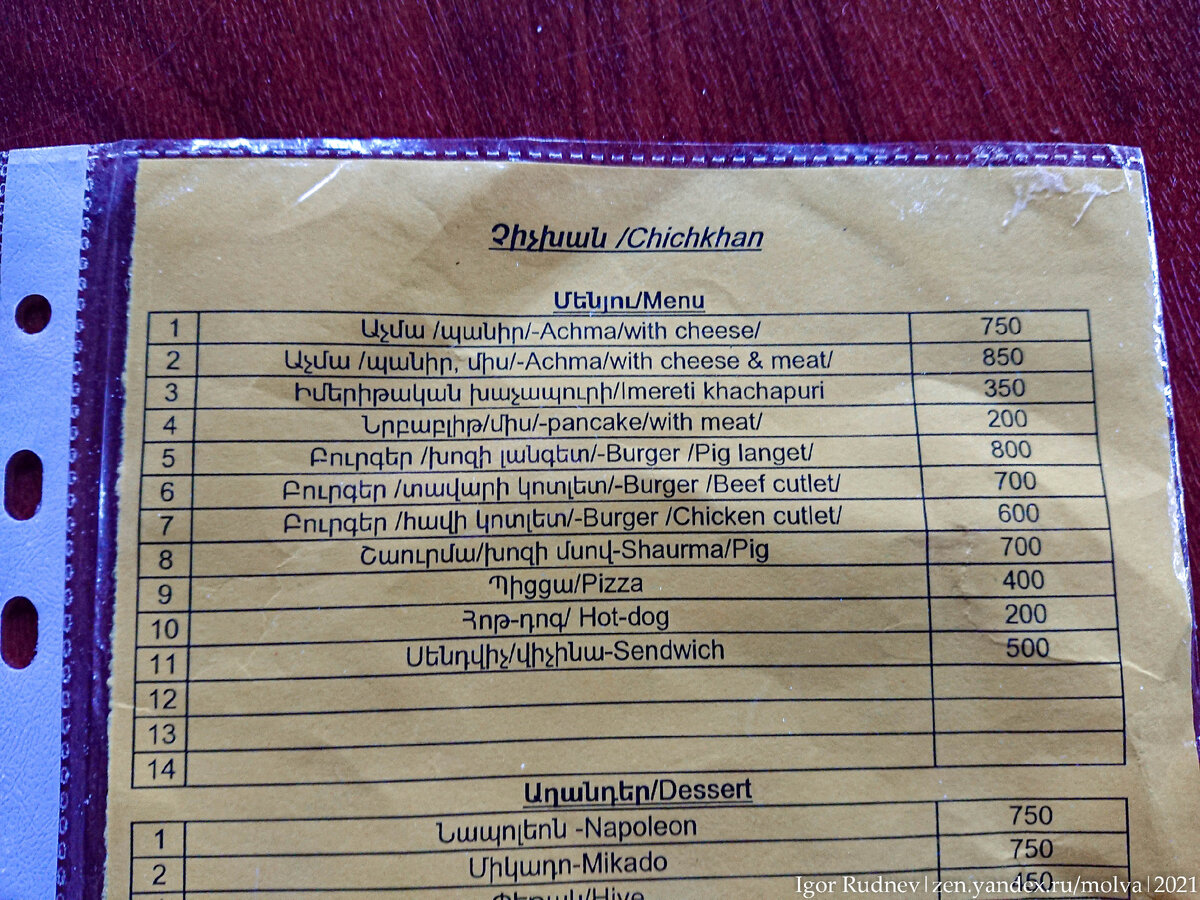 Չիչխան /Chichkhan
Մենյու/Menu
1 Աչմա /պանիր/-Achma/with cheese/ 750
2 Աչմա /պանիր, միս/-Achma/with cheese & meat/ 850
3 Իմերիթական խաչապուրի/Imereti khachapuri 350
4 Նրբաբլիթ/միս/-pancake/with meat/ 200
5 Բուրգեր /խոզի լանգետ/-Burger /Pig langet/ 800
6 Բուրգեր /տավարի կոտլետ/-Burger /Beef cutlet/ 700
7 Բուրգեր /հավի կոտլետ/-Burger /Chicken cutlet/ 600
8 Շաուրմա/խոզի մսով-Shaurma/Pig 700
9 Պիցցա/Pizza 400
10 Հոթ-դոգ/ Hot-dog 200
11 Սենդվիչ/վիչինա-Sendwich 500
12
13
14
Աղանդեր/Dessert
1 Նապոլեոն -Napoleon 750
2 Միկադո-Mikado 750
Փեթակ/Hive 450
Igor Rudnev|zen.yandex.ru/molva|2021